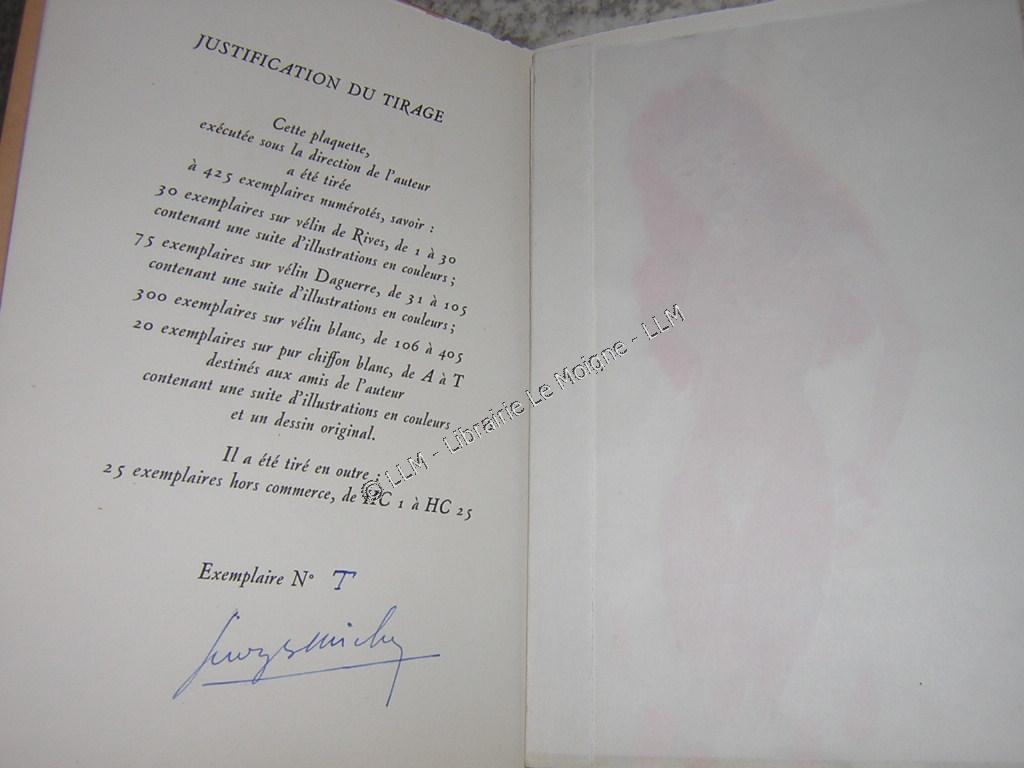 JUSTIFICATION DU TIRAGE
Cette plaquette,
exécutée sous la direction de l'auteur
a été tirée
à 425 exemplaires numérotés, savoir :
30 exemplaires sur vélin de Rives, de 1 à 30
contenant une suite d'illustrations en couleurs ;
75 exemplaires sur vélin Daguerre, de 31 à 105
contenant une suite d'illustrations en couleurs ;
300 exemplaires sur vélin blanc, de 106 à 405
20 exemplaires sur pur chiffon blanc, de A à T
destinés aux amis de l'auteur
contenant une suite d'illustrations en couleurs
et un dessin original.
Il a été tiré en outre :
25 exemplaires hors commerce, de HC 1 à HC 25
Exemplaire N° T
© LLM - Librairie Le Moigne - LLM